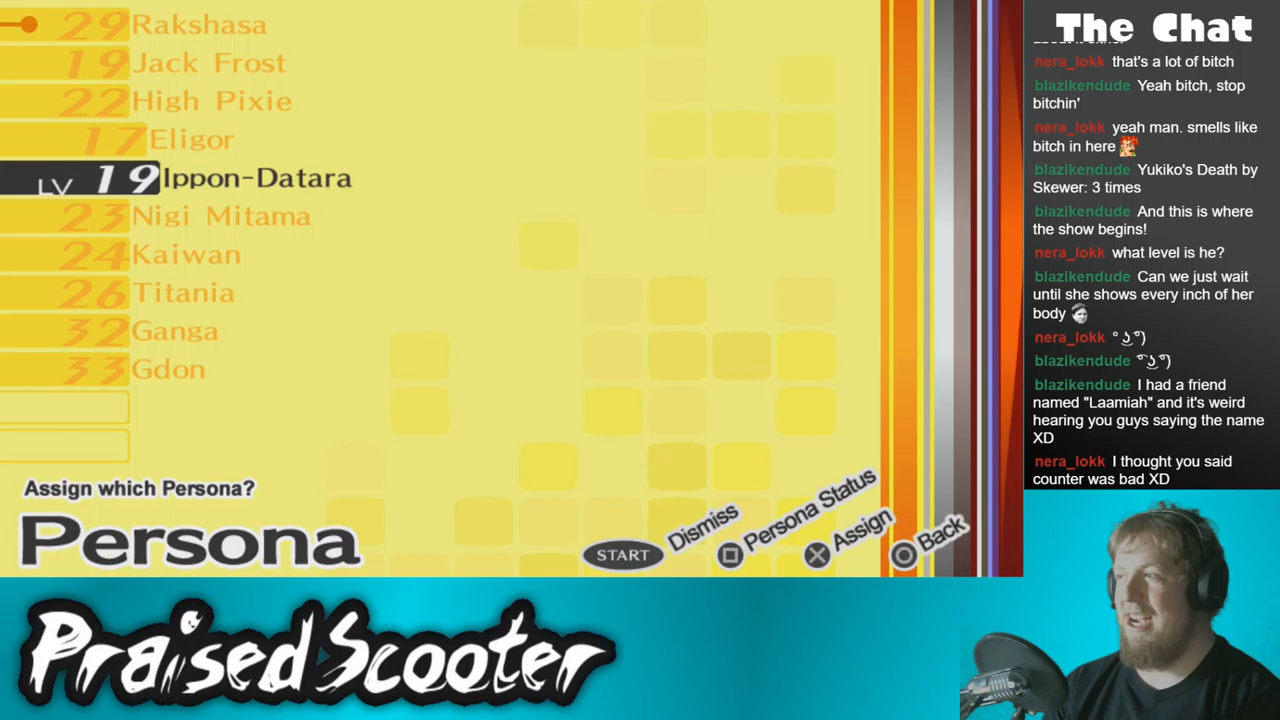 29 Rakshasa
19 Jack Frost
22 High Pixie
17 Eligor
LV 19 Ippon-Datara
23 Nigi Mitama
24 Kaiwan
26 Titania
32 Ganga
33 Gdon
Assign which Persona?
Persona
START Dismiss
Persona Status
Assign
Back
The Chat
nera_lokk that's a lot of bitch
blazikendude Yeah bitch, stop
bitchin'
nera_lokk yeah man. smells like
bitch in here
blazikendude Yukiko's Death by
Skewer: 3 times
blazikendude And this is where
the show begins!
nera_lokk what level is he?
blazikendude Can we just wait
until she shows every inch of her
body
nera_lokk ° ͜ʖ °)
blazikendude ͡° ͜ʖ ͡°)
blazikendude I had a friend
named "Laamiah" and it's weird
hearing you guys saying the name
XD
nera_lokk I thought you said
counter was bad XD
PraisedScooter